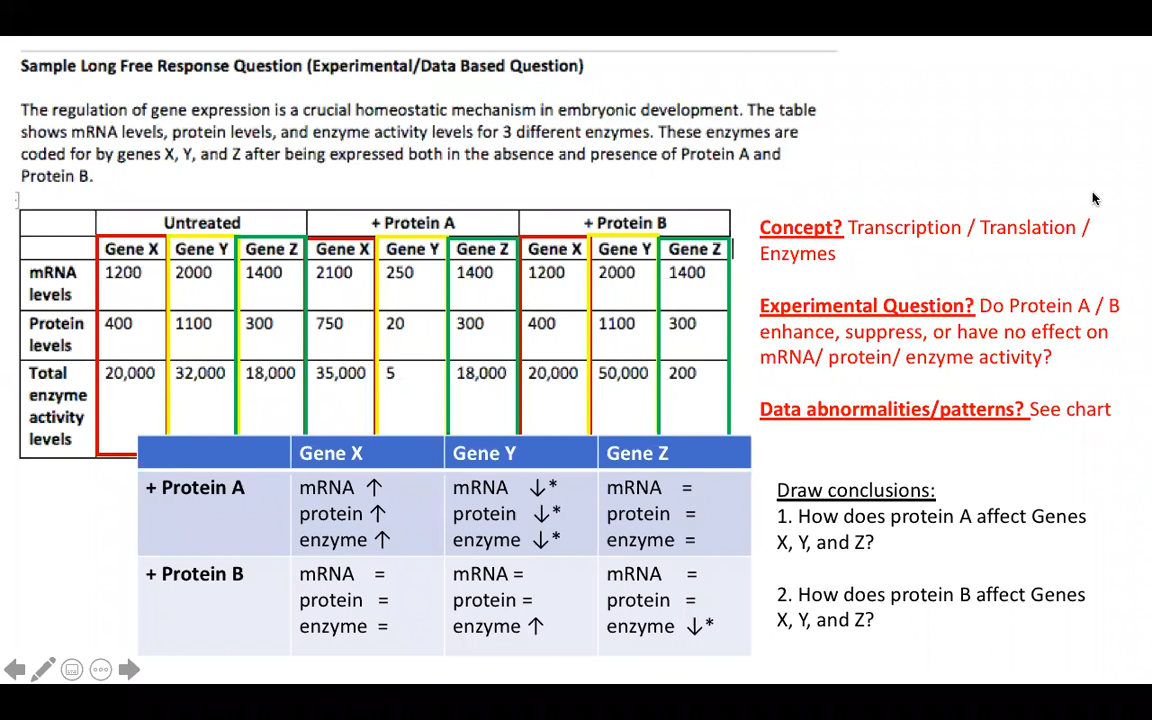 Sample Long Free Response Question (Experimental/Data Based Question)
The regulation of gene expression is a crucial homeostatic mechanism in embryonic development. The table
shows mRNA levels, protein levels, and enzyme activity levels for 3 different enzymes. These enzymes are
coded for by genes X, Y, and Z after being expressed both in the absence and presence of Protein A and
Protein B.
Untreated + Protein A + Protein B
Gene X Gene Y Gene Z Gene X Gene Y Gene Z Gene X Gene Y Gene Z
mRNA levels 1200 2000 1400 2100 250 1400 1200 2000 1400
Protein levels 400 1100 300 750 20 300 400 1100 300
Total enzyme activity levels 20,000 32,000 18,000 35,000 5 18,000 20,000 50,000 200
Gene X Gene Y Gene Z
+ Protein A mRNA ↑ mRNA ↓* mRNA =
protein ↑ protein ↓* protein =
enzyme ↑ enzyme ↓* enzyme =
+ Protein B mRNA = mRNA = mRNA =
protein = protein = protein =
enzyme = enzyme ↑ enzyme ↓*
Concept? Transcription / Translation /
Enzymes
Experimental Question? Do Protein A / B
enhance, suppress, or have no effect on
mRNA/ protein/ enzyme activity?
Data abnormalities/patterns? See chart
Draw conclusions:
1. How does protein A affect Genes
X, Y, and Z?
2. How does protein B affect Genes
X, Y, and Z?